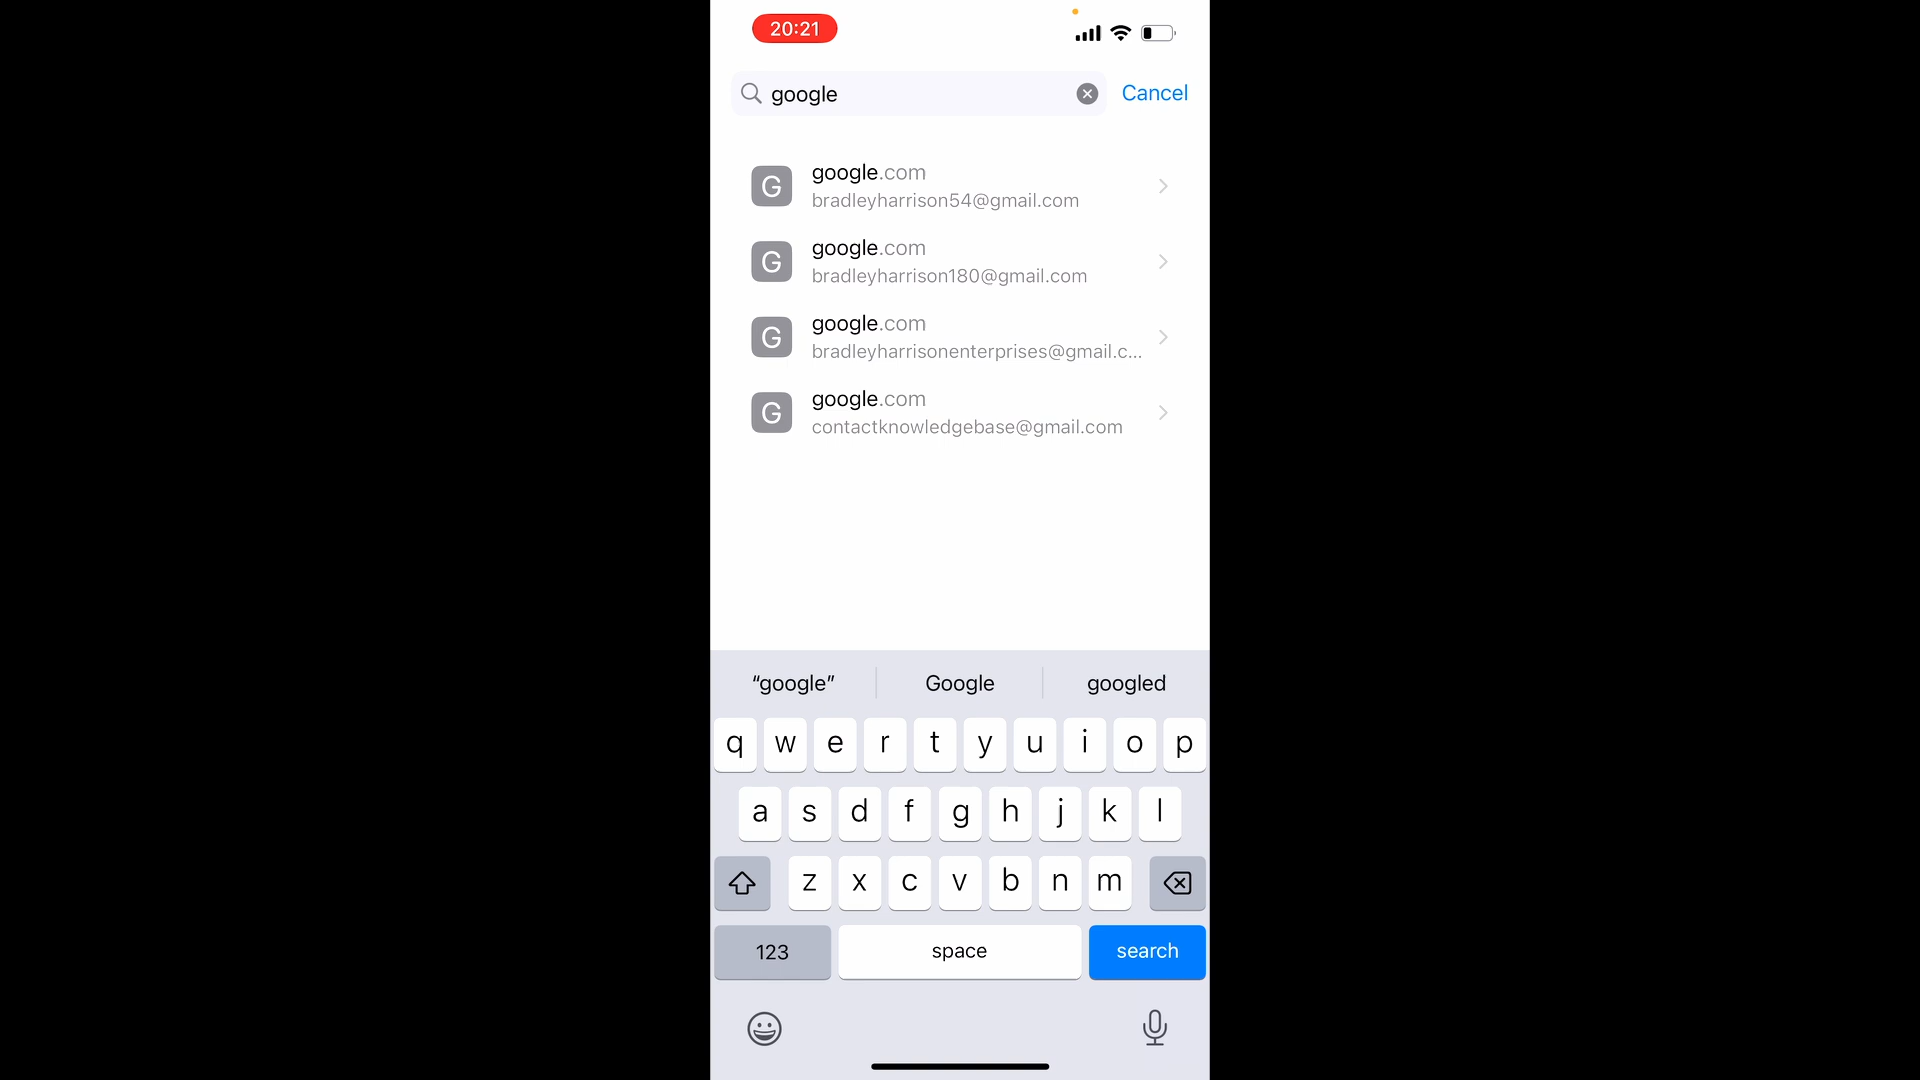 20:21
google
Cancel
G
google.com
bradleyharrison54@gmail.com
G
google.com
bradleyharrison180@gmail.com
G
google.com
bradleyharrisonenterprises@gmail.c...
G
google.com
contactknowledgebase@gmail.com
“google” Google googled
q w e r t y u i o p
a s d f g h j k l
z x c v b n m
123 space search